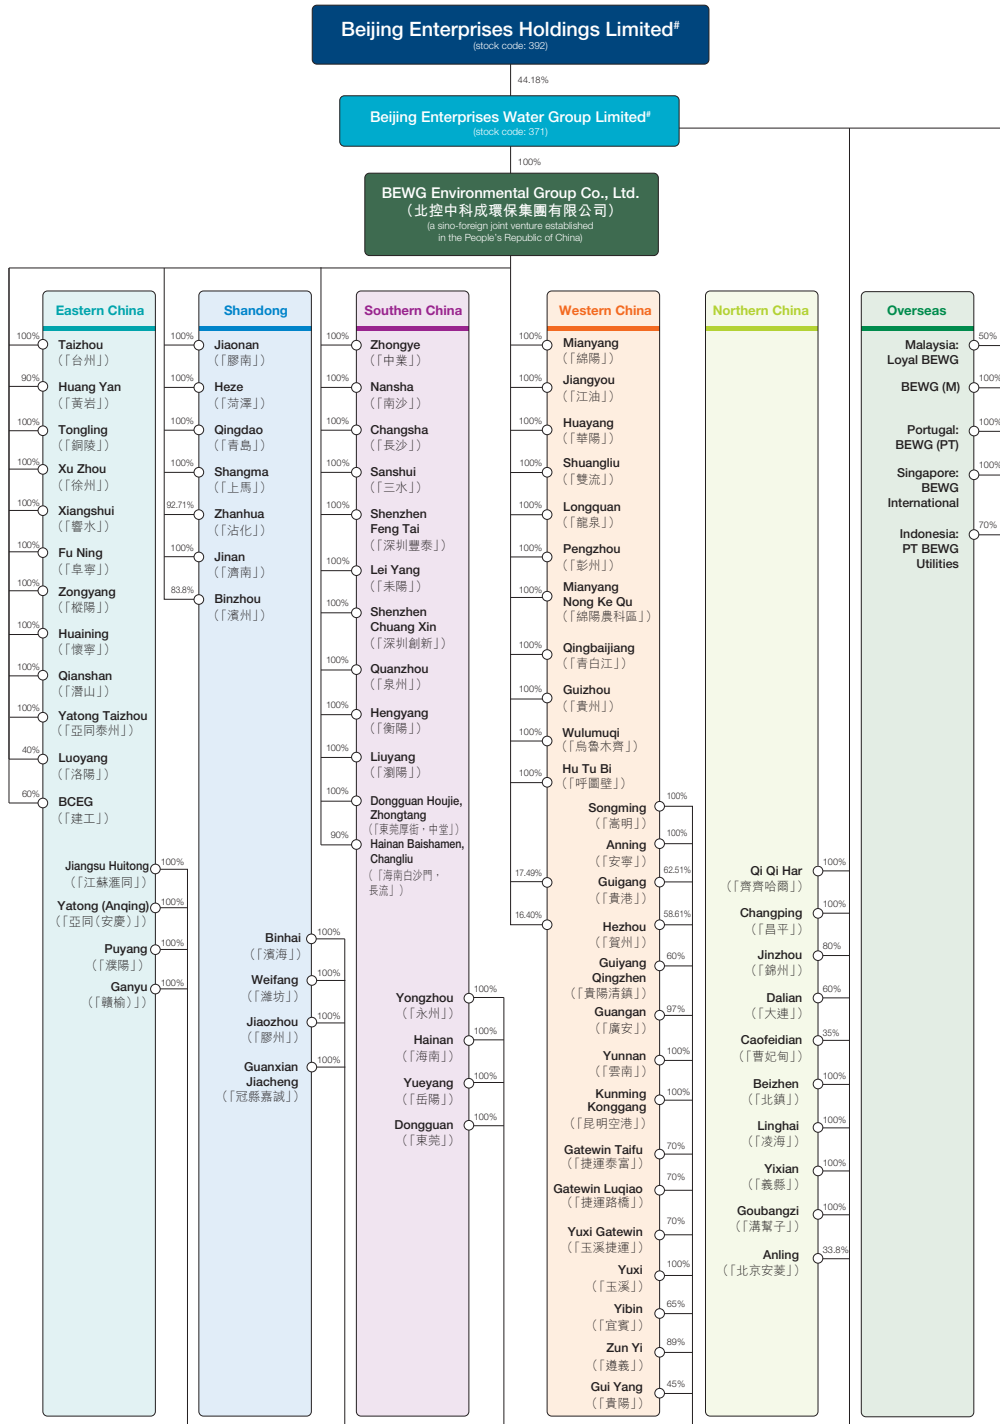 Beijing Enterprises Holdings Limited#
(stock code: 392)
44.18%
Beijing Enterprises Water Group Limited#
(stock code: 371)
100%
BEWG Environmental Group Co., Ltd.
（北控中科成環保集團有限公司）
(a sino-foreign joint venture established
in the People's Republic of China)
Eastern China
100%
Taizhou
（「台州」）
90%
Huang Yan
（「黃岩」）
100%
Tongling
（「銅陵」）
100%
Xu Zhou
（「徐州」）
100%
Xiangshui
（「響水」）
100%
Fu Ning
（「阜寧」）
100%
Zongyang
（「樅陽」）
100%
Huaining
（「懷寧」）
100%
Qianshan
（「潛山」）
100%
Yatong Taizhou
（「亞同泰州」）
40%
Luoyang
（「洛陽」）
60%
BCEG
（「建工」）
Jiangsu Huitong
100%
（「江蘇滙同」）
Yatong (Anqing)
100%
（「亞同(安慶)」）
Puyang
100%
（「濮陽」）
Ganyu
100%
（「贛榆）」）
Shandong
100%
Jiaonan
（「膠南」）
100%
Heze
（「菏澤」）
100%
Qingdao
（「青島」）
100%
Shangma
（「上馬」）
92.71%
Zhanhua
（「沾化」）
100%
Jinan
（「濟南」）
83.8%
Binzhou
（「濱州」）
Binhai
100%
（「濱海」）
Weifang
100%
（「濰坊」）
Jiaozhou
100%
（「膠州」）
Guanxian
Jiacheng
100%
（「冠縣嘉誠」）
Southern China
100%
Zhongye
（「中業」）
100%
Nansha
（「南沙」）
100%
Changsha
（「長沙」）
100%
Sanshui
（「三水」）
100%
Shenzhen
Feng Tai
（「深圳豐泰」）
100%
Lei Yang
（「耒陽」）
100%
Shenzhen
Chuang Xin
（「深圳創新」）
100%
Quanzhou
（「泉州」）
100%
Hengyang
（「衡陽」）
100%
Liuyang
（「瀏陽」）
100%
Dongguan Houjie,
Zhongtang
（「東莞厚街，中堂」）
90%
Hainan Baishamen,
Changliu
（「海南白沙門，
長流」）
Yongzhou
100%
（「永州」）
Hainan
100%
（「海南」）
Yueyang
100%
（「岳陽」）
Dongguan
100%
（「東莞」）
Western China
100%
Mianyang
（「綿陽」）
100%
Jiangyou
（「江油」）
100%
Huayang
（「華陽」）
100%
Shuangliu
（「雙流」）
100%
Longquan
（「龍泉」）
100%
Pengzhou
（「彭州」）
100%
Mianyang
Nong Ke Qu
（「綿陽農科區」）
100%
Qingbaijiang
（「青白江」）
100%
Guizhou
（「貴州」）
100%
Wulumuqi
（「烏魯木齊」）
100%
Hu Tu Bi
（「呼圖壁」）
Songming
100%
（「嵩明」）
Anning
100%
（「安寧」）
17.49%
Guigang
62.51%
（「貴港」）
16.40%
Hezhou
58.61%
（「賀州」）
Guiyang
Qingzhen
60%
（「貴陽清鎮」）
Guangan
97%
（「廣安」）
Yunnan
100%
（「雲南」）
Kunming
Konggang
100%
（「昆明空港」）
Gatewin Taifu
70%
（「捷運泰富」）
Gatewin Luqiao
70%
（「捷運路橋」）
Yuxi Gatewin
70%
（「玉溪捷運」）
Yuxi
100%
（「玉溪」）
Yibin
65%
（「宜賓」）
Zun Yi
89%
（「遵義」）
Gui Yang
45%
（「貴陽」）
Northern China
Qi Qi Har
100%
（「齊齊哈爾」）
Changping
100%
（「昌平」）
Jinzhou
80%
（「錦州」）
Dalian
60%
（「大連」）
Caofeidian
35%
（「曹妃甸」）
Beizhen
100%
（「北鎮」）
Linghai
100%
（「凌海」）
Yixian
100%
（「義縣」）
Goubangzi
100%
（「溝幫子」）
Anling
33.8%
（「北京安菱」）
Overseas
Malaysia:
Loyal BEWG
50%
BEWG (M)
100%
Portugal:
BEWG (PT)
100%
Singapore:
BEWG
International
100%
Indonesia:
PT BEWG
Utilities
70%